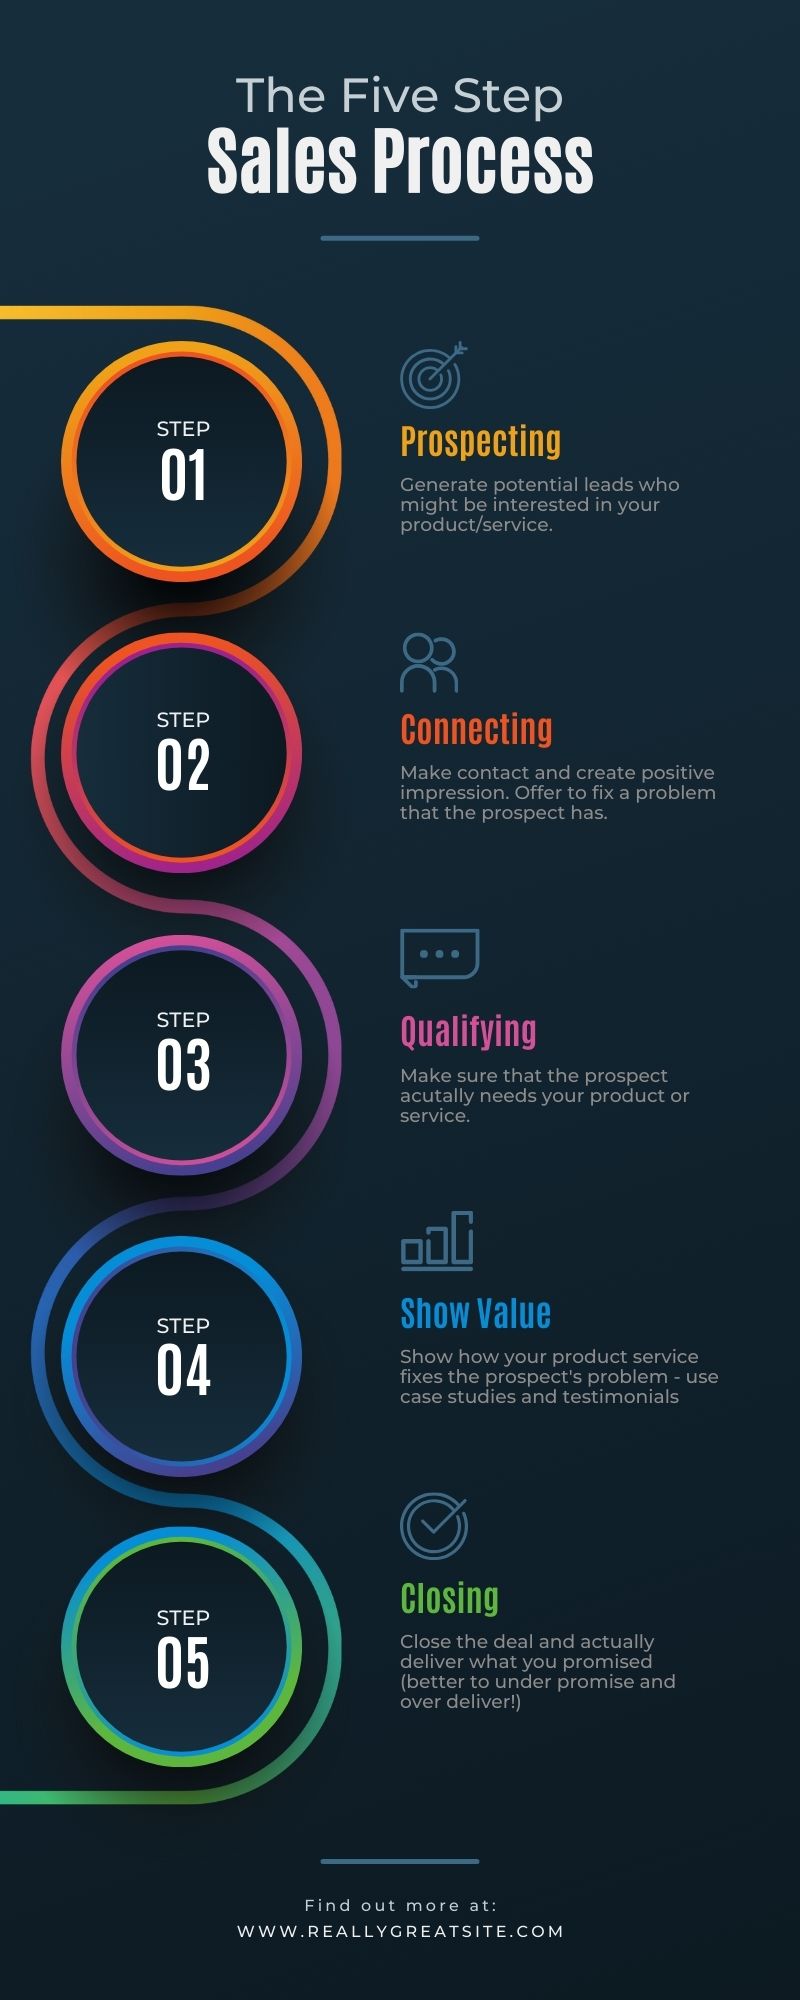 The Five Step
Sales Process
STEP
01
Prospecting
Generate potential leads who
might be interested in your
product/service.
STEP
02
Connecting
Make contact and create positive
impression. Offer to fix a problem
that the prospect has.
STEP
03
Qualifying
Make sure that the prospect
acutally needs your product or
service.
STEP
04
Show Value
Show how your product service
fixes the prospect's problem - use
case studies and testimonials
STEP
05
Closing
Close the deal and actually
deliver what you promised
(better to under promise and
over deliver!)
Find out more at:
WWW.REALLYGREATSITE.COM